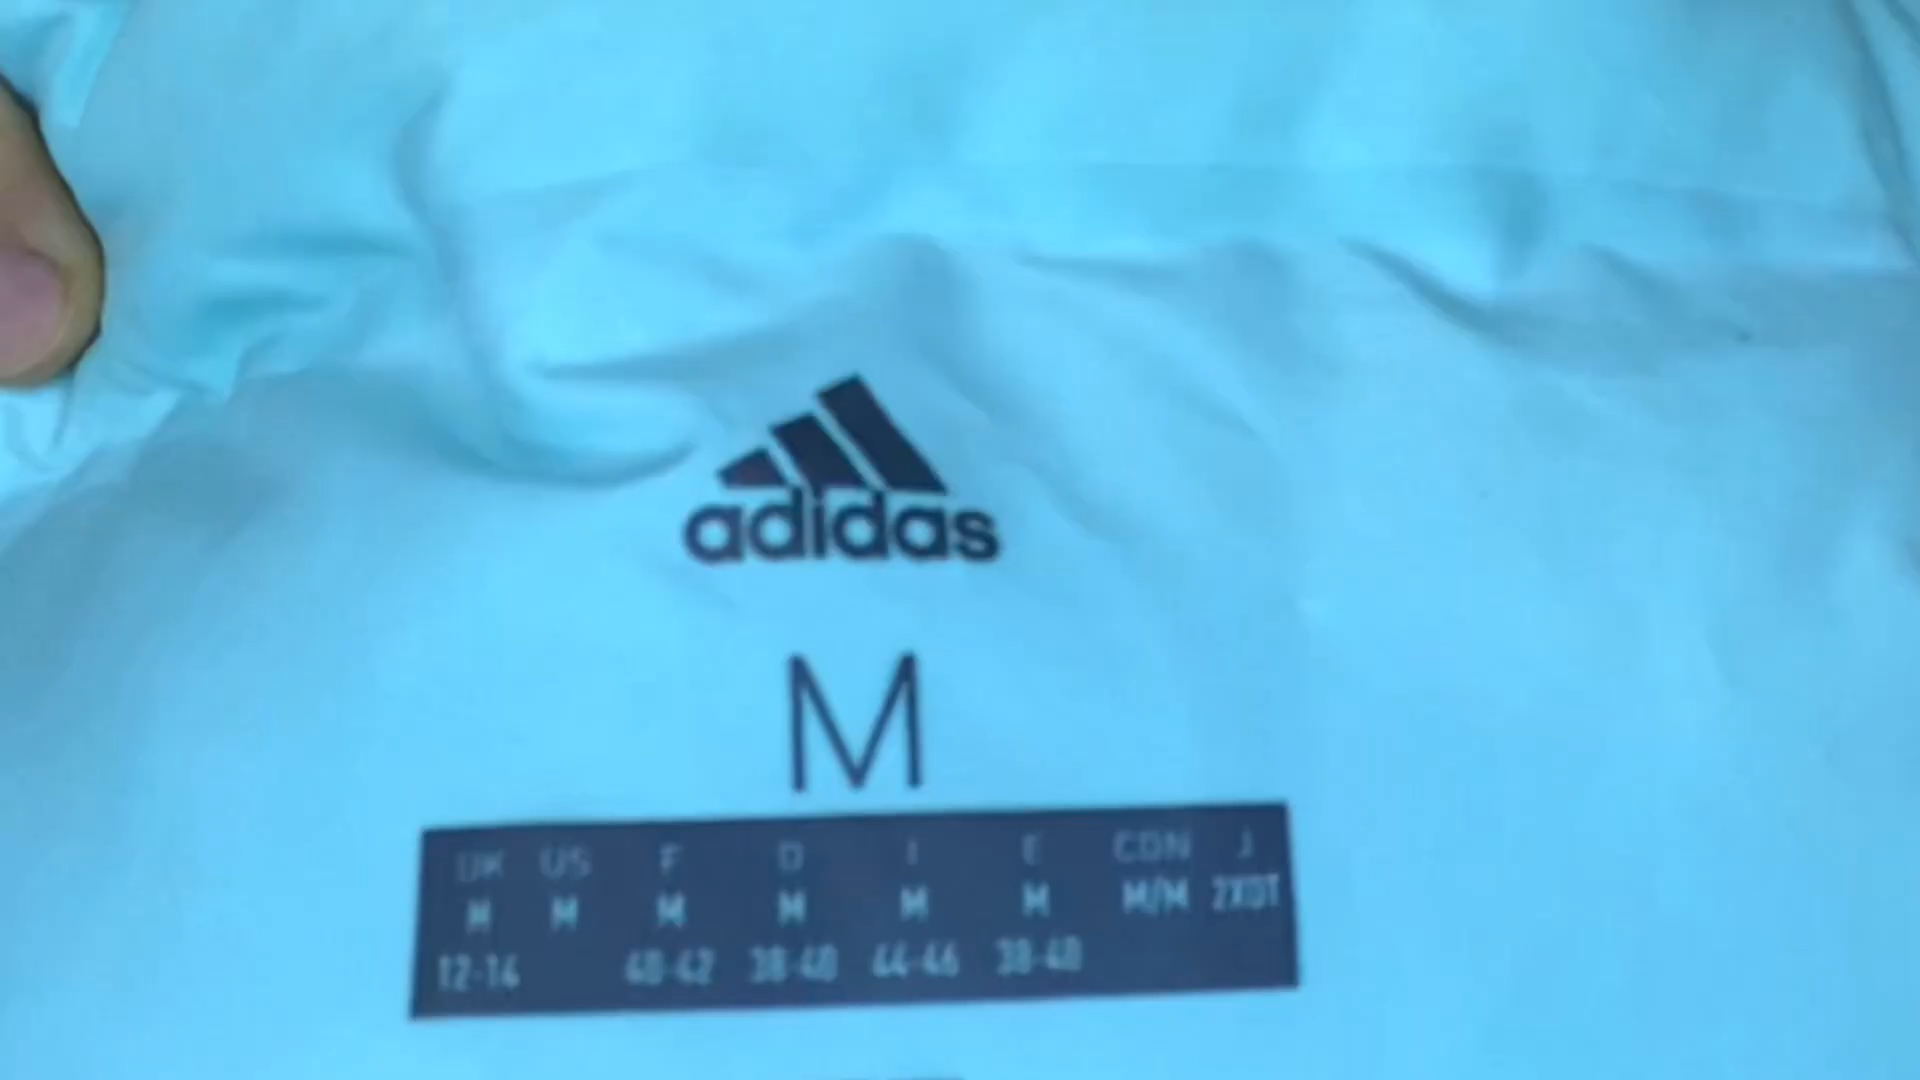 adidas
M
UK US F D I E CDN J
M M M M M M M/M 2XOT
12-14 40-42 38-40 44-46 38-40